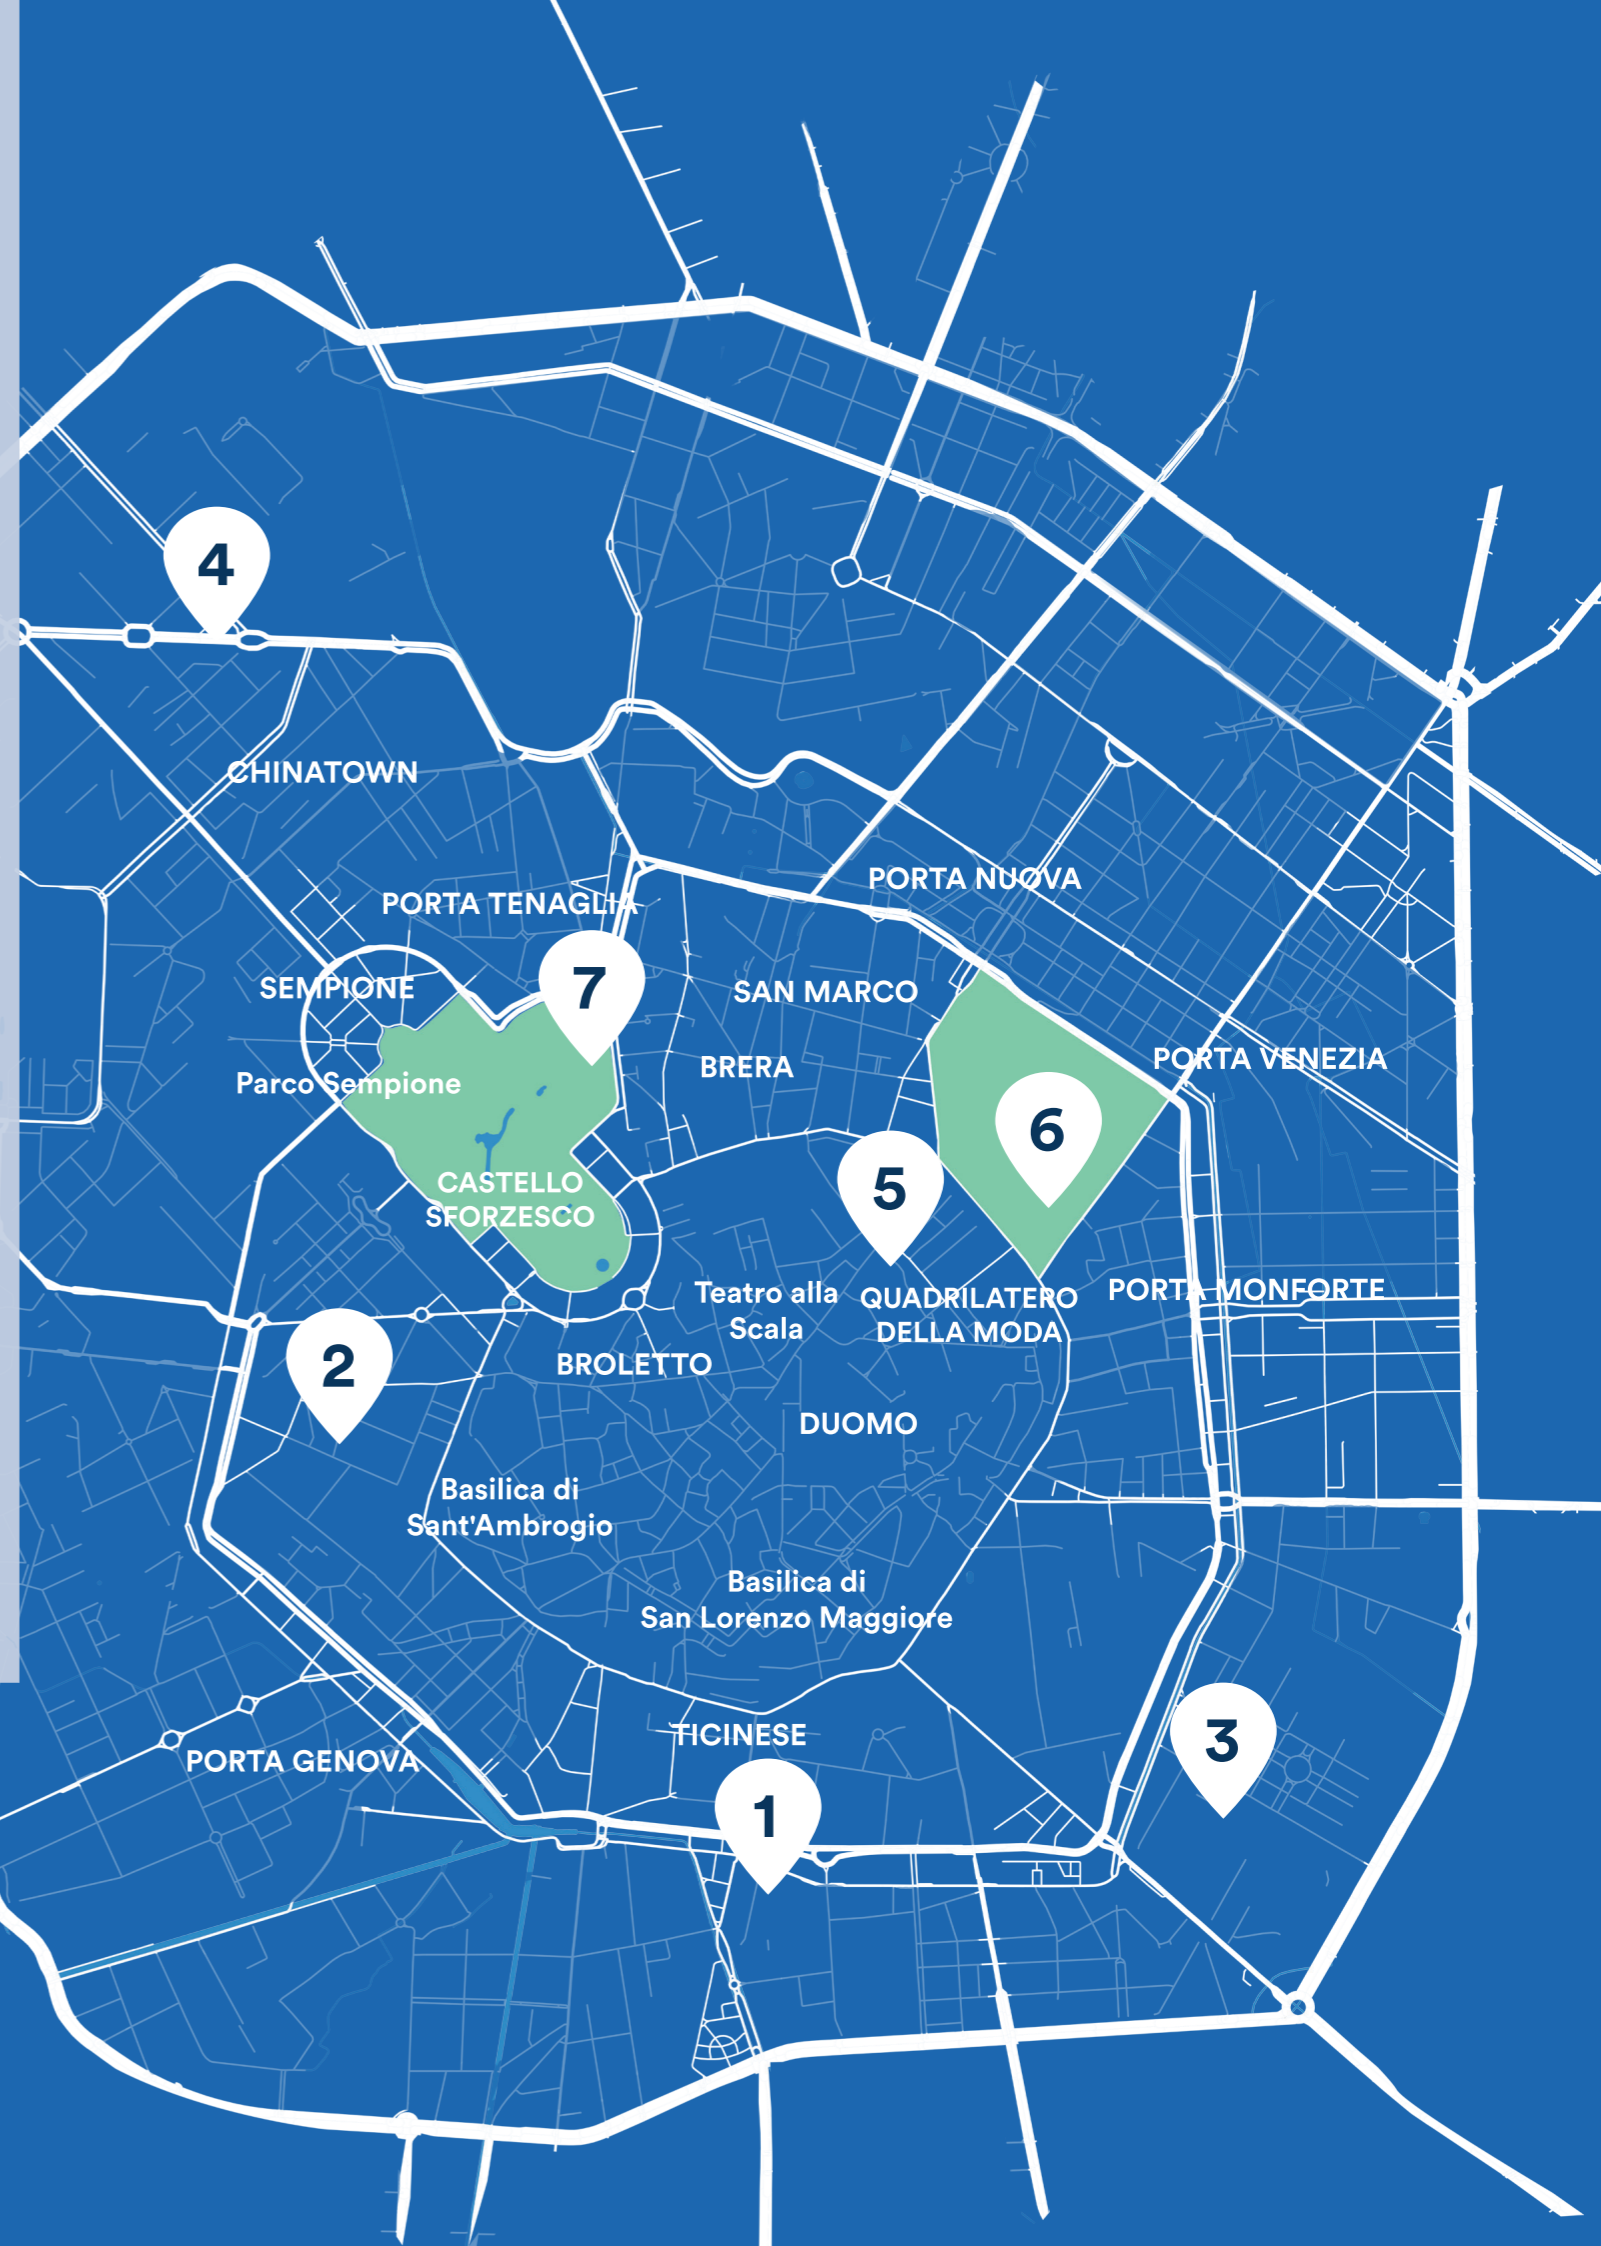 4
CHINATOWN
PORTA NUOVA
PORTA TENAGLIA
7
SEMPIONE
SAN MARCO
PORTA VENEZIA
BRERA
Parco Sempione
6
5
CASTELLO
SFORZESCO
Teatro alla
Scala
QUADRILATERO
DELLA MODA
PORTA MONFORTE
2
BROLETTO
DUOMO
Basilica di
Sant'Ambrogio
Basilica di
San Lorenzo Maggiore
TICINESE
3
PORTA GENOVA
1